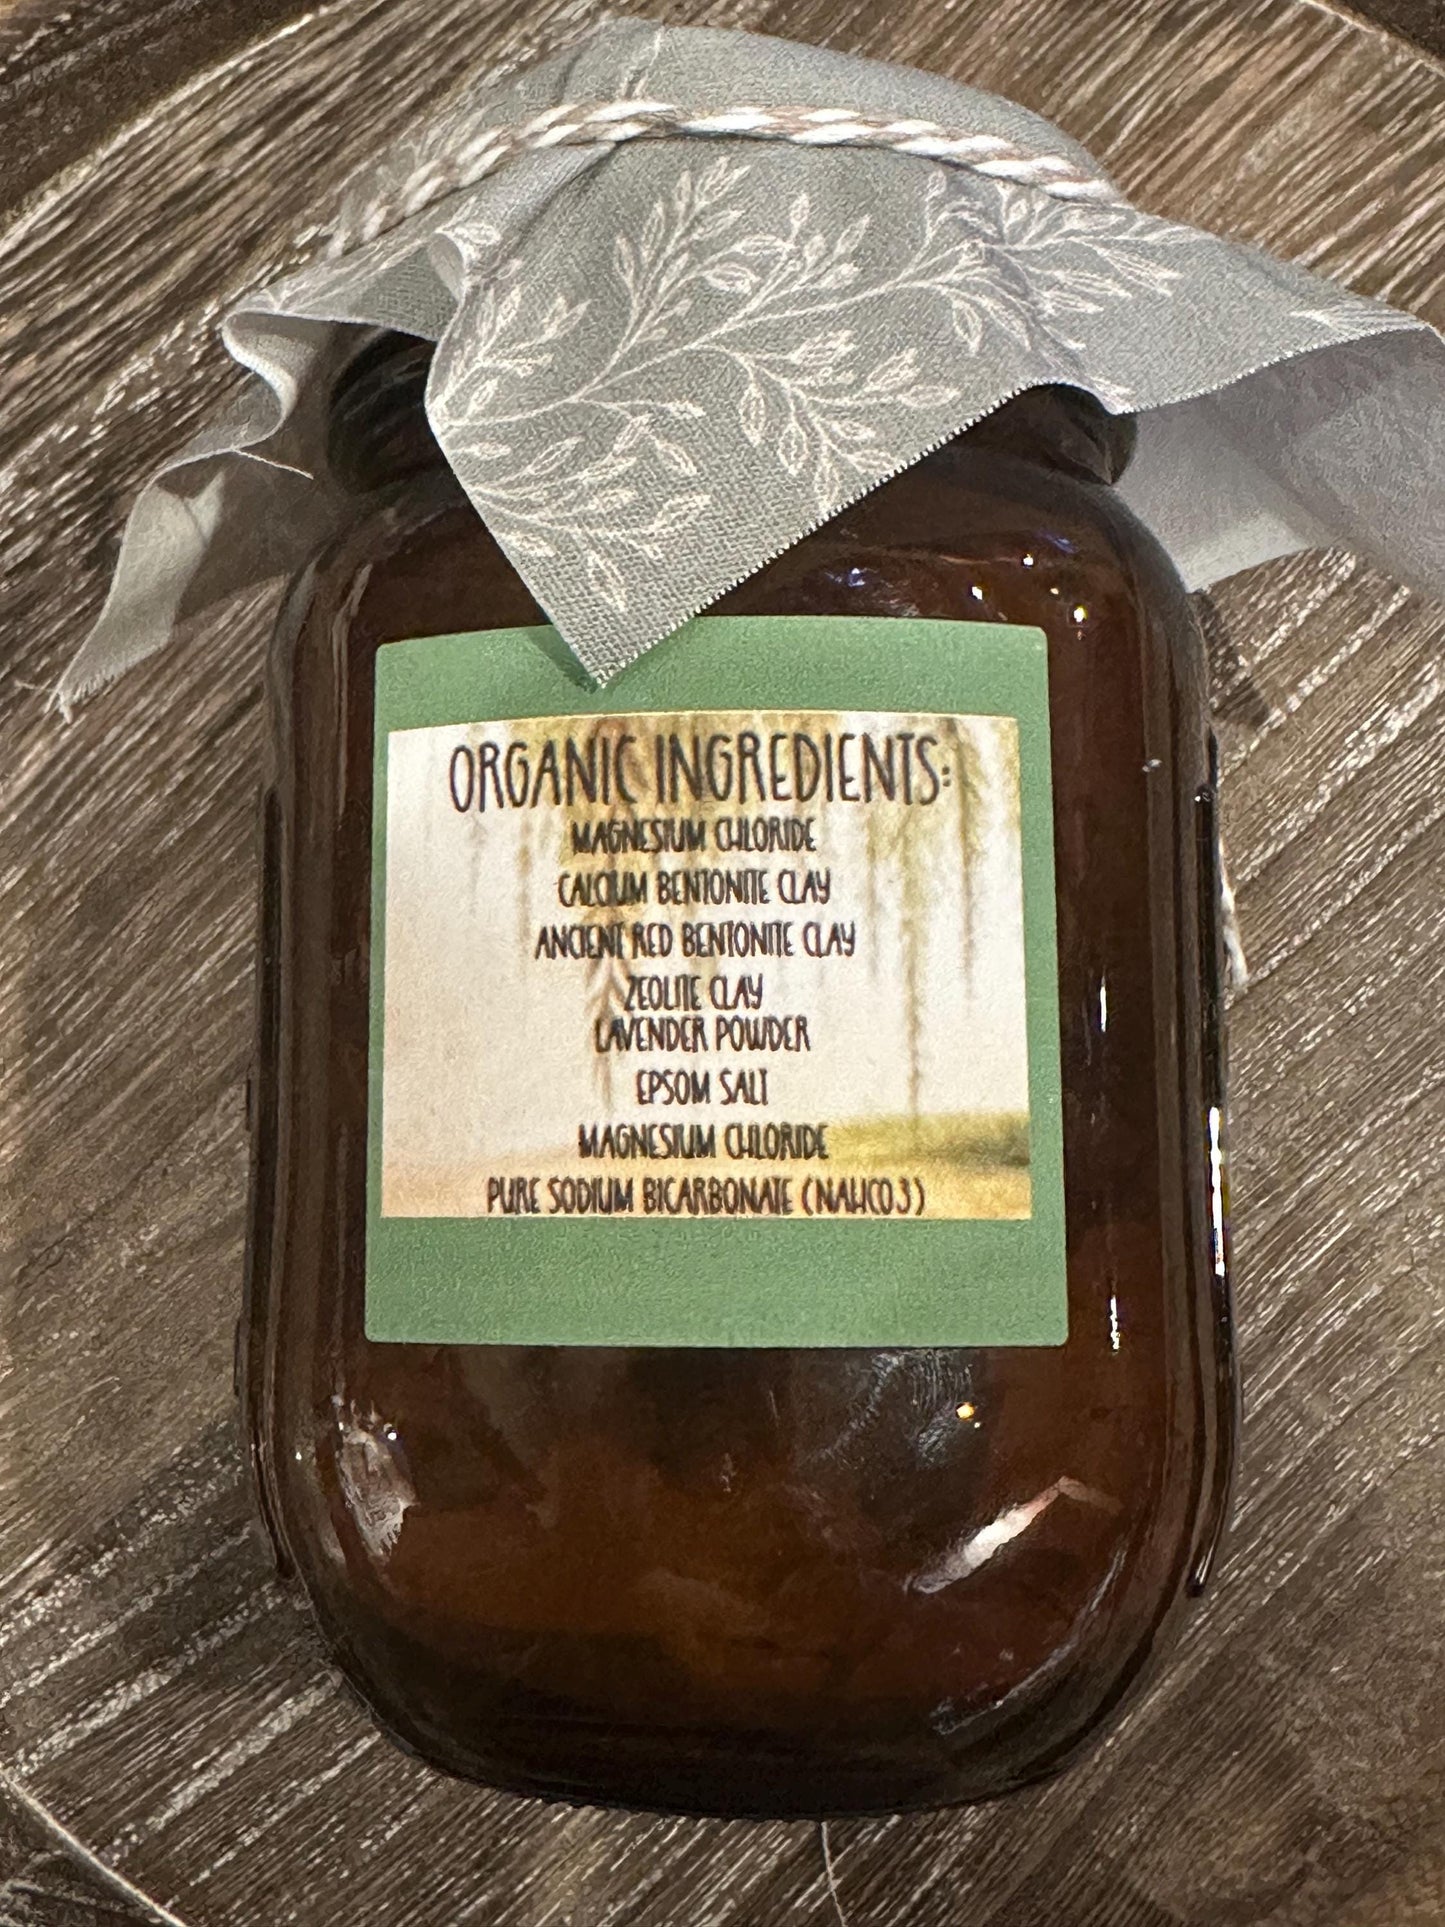 ORGANIC INGREDIENTS:
MAGNESIUM CHLORIDE
CALCIUM BENTONITE CLAY
ANCIENT RED BENTONITE CLAY
ZEOLITE CLAY
LAVENDER POWDER
EPSOM SALT
MAGNESIUM CHLORIDE
PURE SODIUM BICARBONATE (NAHCO3)